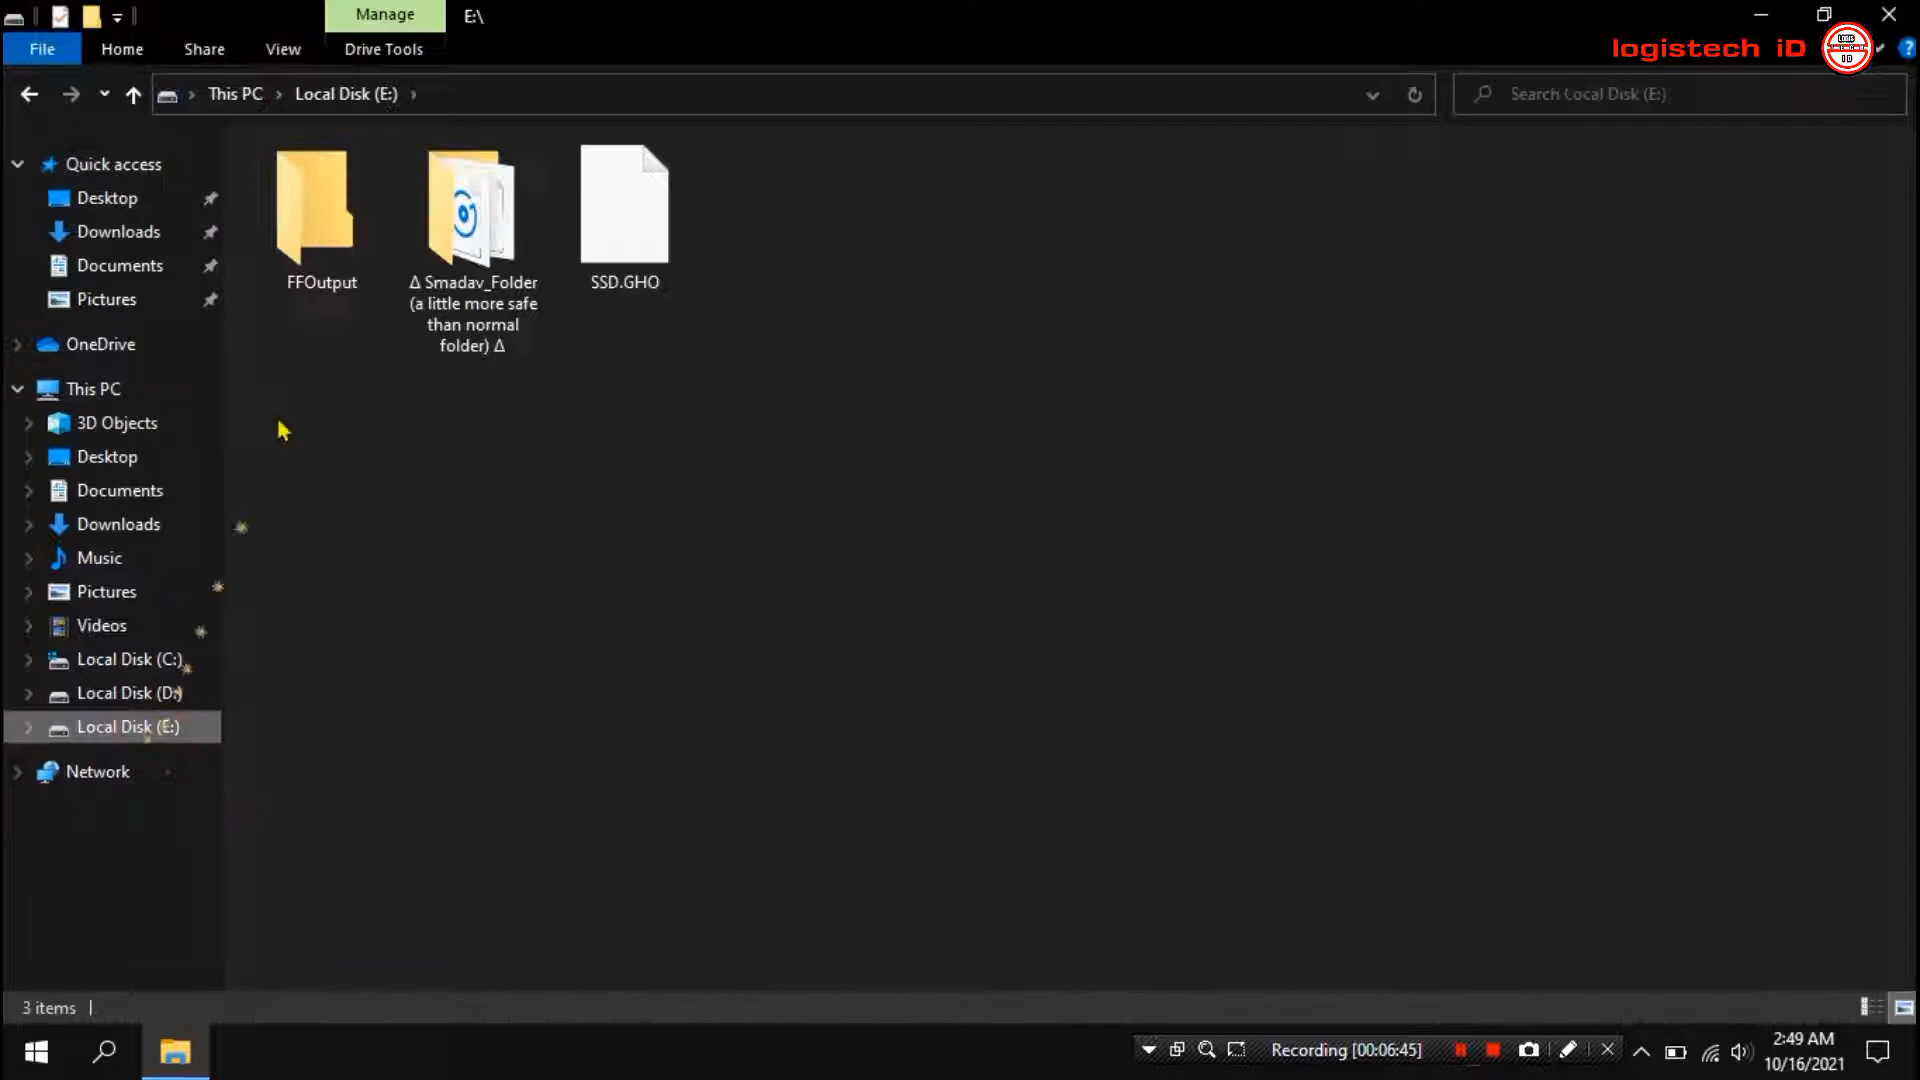 Manage
E:\
File
Home
Share
View
Drive Tools
logistech iD
LOGIS
TECH
ID
This PC
Local Disk (E:)
Search Local Disk (E:)
Quick access
Desktop
Downloads
Documents
Pictures
OneDrive
This PC
3D Objects
Desktop
Documents
Downloads
Music
Pictures
Videos
Local Disk (C:)
Local Disk (D:)
Local Disk (E:)
Network
FFOutput
Δ Smadav_Folder
(a little more safe
than normal
folder) Δ
SSD.GHO
3 items
Recording [00:06:45]
2:49 AM
10/16/2021